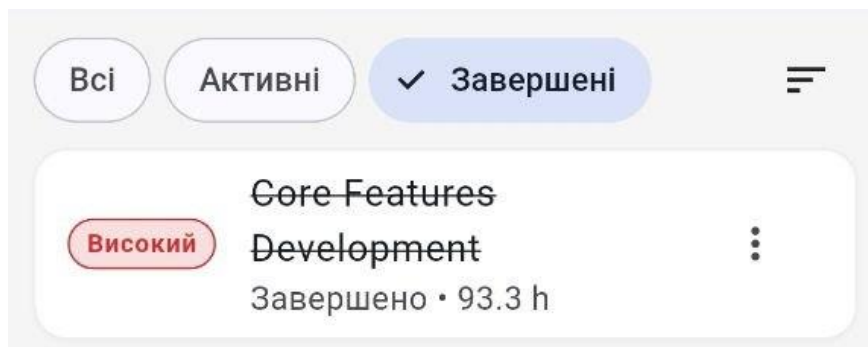 Всі Активні Завершені
Core Features
Високий
Development
Завершено • 93.3 h